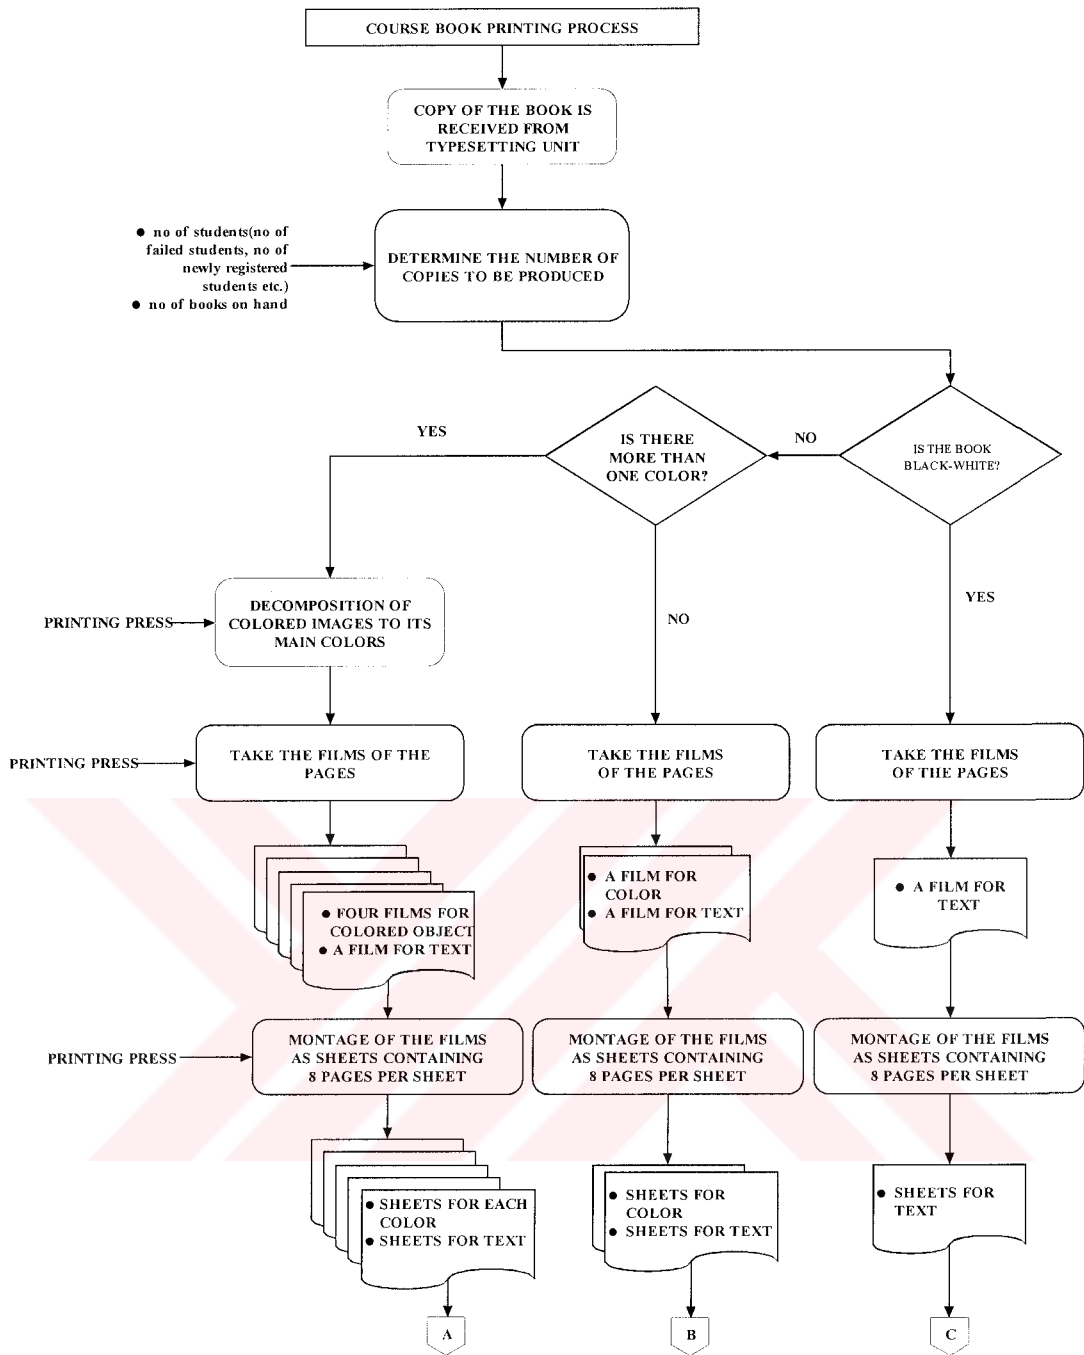 COURSE BOOK PRINTING PROCESS
COPY OF THE BOOK IS
RECEIVED FROM
TYPESETTING UNIT
● no of students(no of
failed students, no of
newly registered
students etc.)
● no of books on hand
DETERMINE THE NUMBER OF
COPIES TO BE PRODUCED
YES
IS THERE
MORE THAN
ONE COLOR?
NO
IS THE BOOK
BLACK-WHITE?
PRINTING PRESS
DECOMPOSITION OF
COLORED IMAGES TO ITS
MAIN COLORS
NO
YES
PRINTING PRESS
TAKE THE FILMS OF THE
PAGES
TAKE THE FILMS
OF THE PAGES
TAKE THE FILMS
OF THE PAGES
● FOUR FILMS FOR
COLORED OBJECT
● A FILM FOR TEXT
● A FILM FOR
COLOR
● A FILM FOR TEXT
● A FILM FOR
TEXT
PRINTING PRESS
MONTAGE OF THE FILMS
AS SHEETS CONTAINING
8 PAGES PER SHEET
MONTAGE OF THE FILMS
AS SHEETS CONTAINING
8 PAGES PER SHEET
MONTAGE OF THE FILMS
AS SHEETS CONTAINING
8 PAGES PER SHEET
● SHEETS FOR EACH
COLOR
● SHEETS FOR TEXT
● SHEETS FOR
COLOR
● SHEETS FOR TEXT
● SHEETS FOR
TEXT
A
B
C